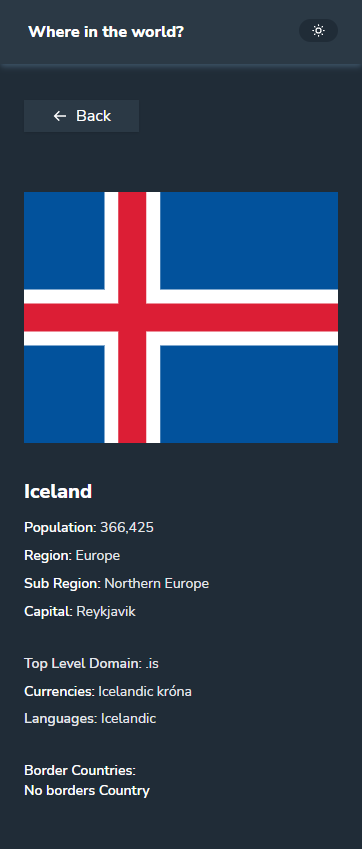 Where in the world?
Back
Iceland
Population: 366,425
Region: Europe
Sub Region: Northern Europe
Capital: Reykjavik
Top Level Domain: .is
Currencies: Icelandic króna
Languages: Icelandic
Border Countries:
No borders Country